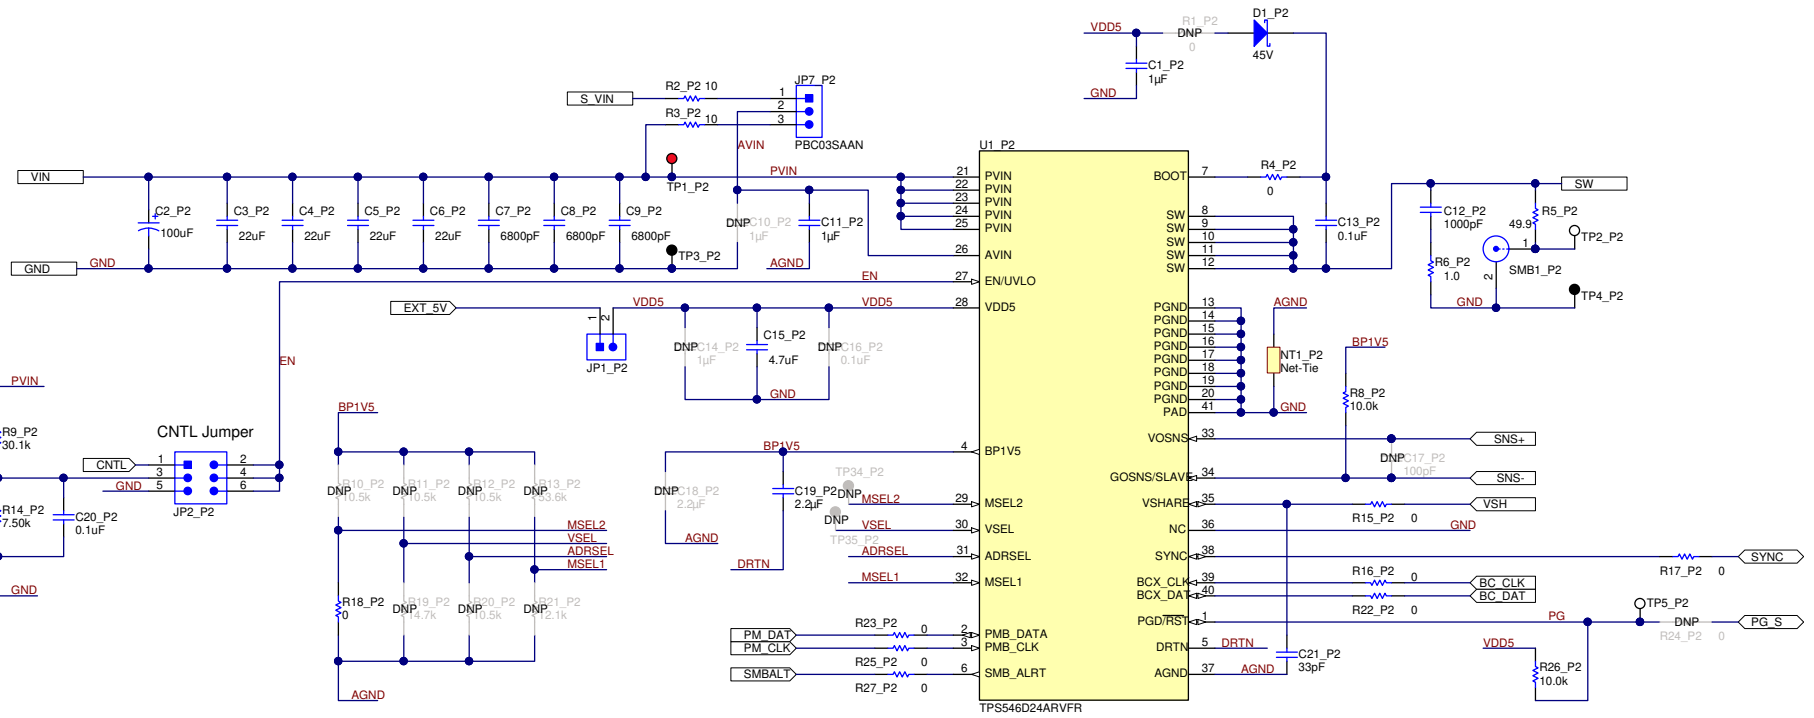 D1_P2
45V
VDD5
R1_P2
DNP
0
C1_P2
1µF
GND
S_VIN
R2_P2 10
R3_P2
10
JP7_P2
1
2
3
PBC03SAAN
AVIN
VIN
TP1_P2
PVIN
C2_P2
+
100uF
C3_P2
22uF
C4_P2
22uF
C5_P2
22uF
C6_P2
22uF
C7_P2
6800pF
C8_P2
6800pF
C9_P2
6800pF
TP3_P2
DNP
C10_P2
1µF
C11_P2
1µF
AGND
GND
GND
EN
EXT_5V
1
2
JP1_P2
VDD5
VDD5
DNP
C14_P2
1µF
C15_P2
4.7uF
DNP
C16_P2
0.1uF
GND
EN
PVIN
R9_P2
30.1k
R14_P2
7.50k
C20_P2
0.1uF
GND
CNTL Jumper
CNTL
GND
1
3
5
2
4
6
JP2_P2
BP1V5
R10_P2
DNP
10.5k
R11_P2
DNP
10.5k
R12_P2
DNP
10.5k
R13_P2
DNP
53.6k
MSEL2
VSEL
ADRSEL
MSEL1
R18_P2
0
R19_P2
DNP
14.7k
R20_P2
DNP
10.5k
R21_P2
DNP
12.1k
AGND
BP1V5
DNP
C18_P2
2.2µF
C19_P2
2.2µF
AGND
DRTN
TP34_P2
DNP
MSEL2
DNP
TP35_P2
VSEL
ADRSEL
MSEL1
PM_DAT
PM_CLK
SMBALT
R23_P2
0
R25_P2
0
R27_P2
0
U1_P2
21 PVIN
22 PVIN
23 PVIN
24 PVIN
25 PVIN
26 AVIN
27 EN/UVLO
28 VDD5
4 BP1V5
29 MSEL2
30 VSEL
31 ADRSEL
32 MSEL1
2 PMB_DATA
3 PMB_CLK
6 SMB_ALRT
BOOT 7
SW 8
SW 9
SW 10
SW 11
SW 12
PGND 13
PGND 14
PGND 15
PGND 16
PGND 17
PGND 18
PGND 19
PGND 20
PAD 41
VOSNS 33
GOSNS/SLAVE 34
VSHARE 35
NC 36
SYNC 38
BCX_CLK 39
BCX_DAT 40
PGD/RST 1
DRTN 5
AGND 37
TPS546D24ARVFR
R4_P2
0
C13_P2
0.1uF
SW
C12_P2
1000pF
R5_P2
49.9
R6_P2
1.0
1
2
SMB1_P2
TP2_P2
TP4_P2
GND
AGND
NT1_P2
Net-Tie
GND
BP1V5
R8_P2
10.0k
SNS+
DNP
C17_P2
100pF
SNS-
VSH
R15_P2
0
GND
SYNC
R17_P2
0
R16_P2
0
BC_CLK
BC_DAT
R22_P2
0
PG
TP5_P2
DNP
R24_P2
0
PG_S
DRTN
AGND
C21_P2
33pF
VDD5
R26_P2
10.0k